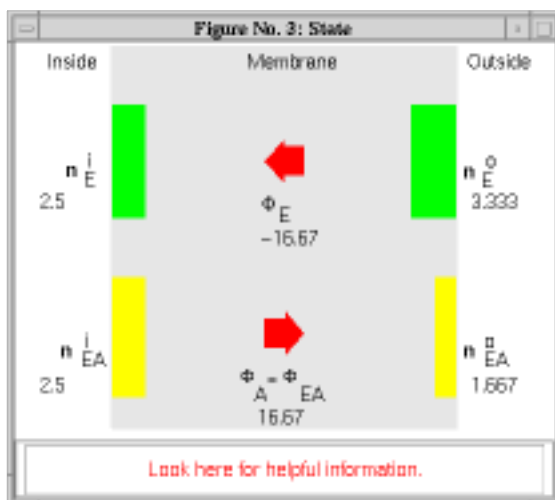 Figure No. 3: State
Inside Membrane Outside
n i E
2.5
n o E
3.333
Φ E
-16.67
n i EA
2.5
n o EA
1.667
Φ A = Φ EA
16.67
Look here for helpful information.